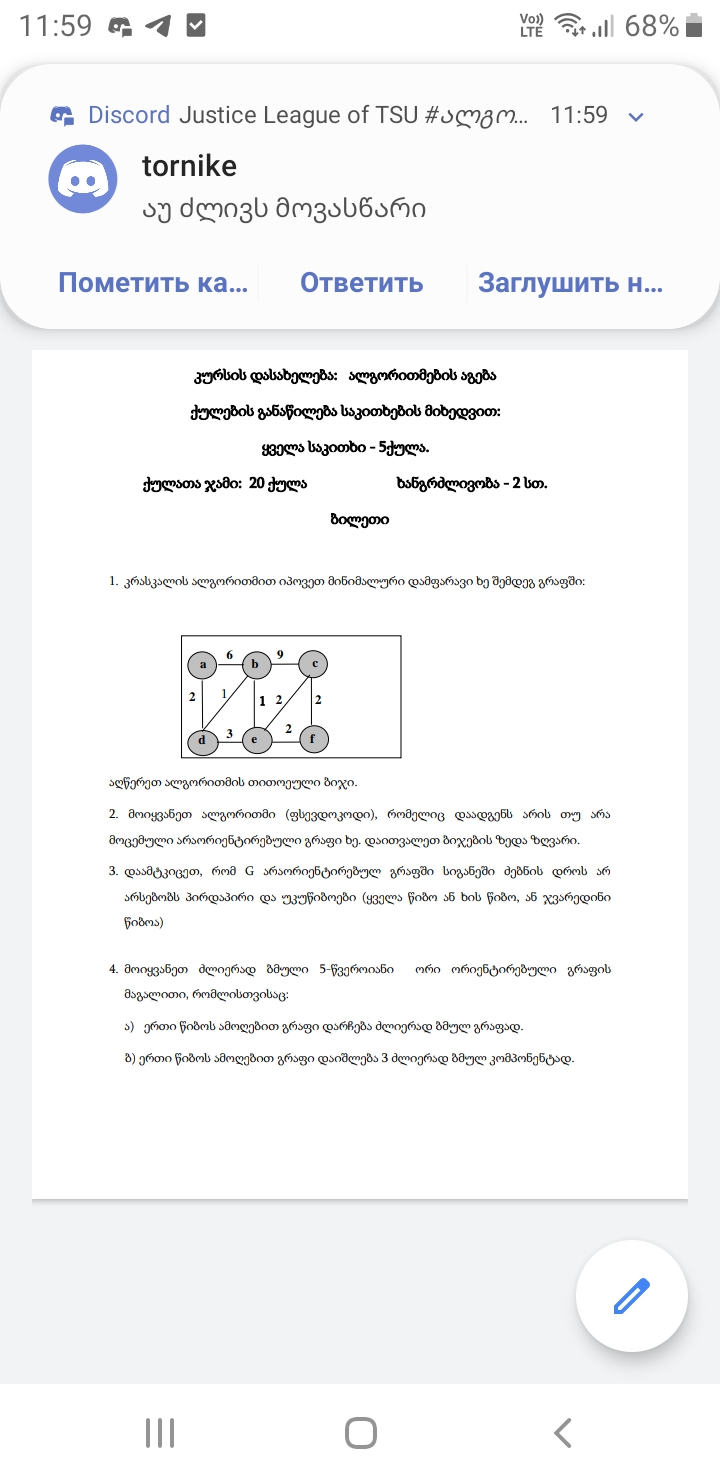 11:59 Vo)) LTE 68%
Discord Justice League of TSU #ალგო... 11:59
tornike
აუ ძლივს მოვასწარი
Пометить ка... Ответить Заглушить н...
კურსის დასახელება: ალგორითმების აგება
ქულების განაწილება საკითხების მიხედვით:
ყველა საკითხი - 5ქულა.
ქულათა ჯამი: 20 ქულა ხანგრძლივობა - 2 სთ.
ბილეთი
1. კრასკალის ალგორითმით იპოვეთ მინიმალური დამფარავი ხე შემდეგ გრაფში:
a 6 b 9 c
2 1 1 2 2
d 3 e 2 f
აღწერეთ ალგორითმის თითოეული ბიჯი.
2. მოიყვანეთ ალგორითმი (ფსევდოკოდი), რომელიც დაადგენს არის თუ არა
მოცემული არაორიენტირებული გრაფი ხე. დაითვალეთ ბიჯების ზედა ზღვარი.
3. დაამტკიცეთ, რომ G არაორიენტირებულ გრაფში სიგანეში ძებნის დროს არ
არსებობს პირდაპირი და უკუწიბოები (ყველა წიბო ან ხის წიბო, ან ჯვარედინი
წიბოა)
4. მოიყვანეთ ძლიერად ბმული 5-წვეროიანი ორი ორიენტირებული გრაფის
მაგალითი, რომლისთვისაც:
ა) ერთი წიბოს ამოღებით გრაფი დარჩება ძლიერად ბმულ გრაფად.
ბ) ერთი წიბოს ამოღებით გრაფი დაიშლება 3 ძლიერად ბმულ კომპონენტად.